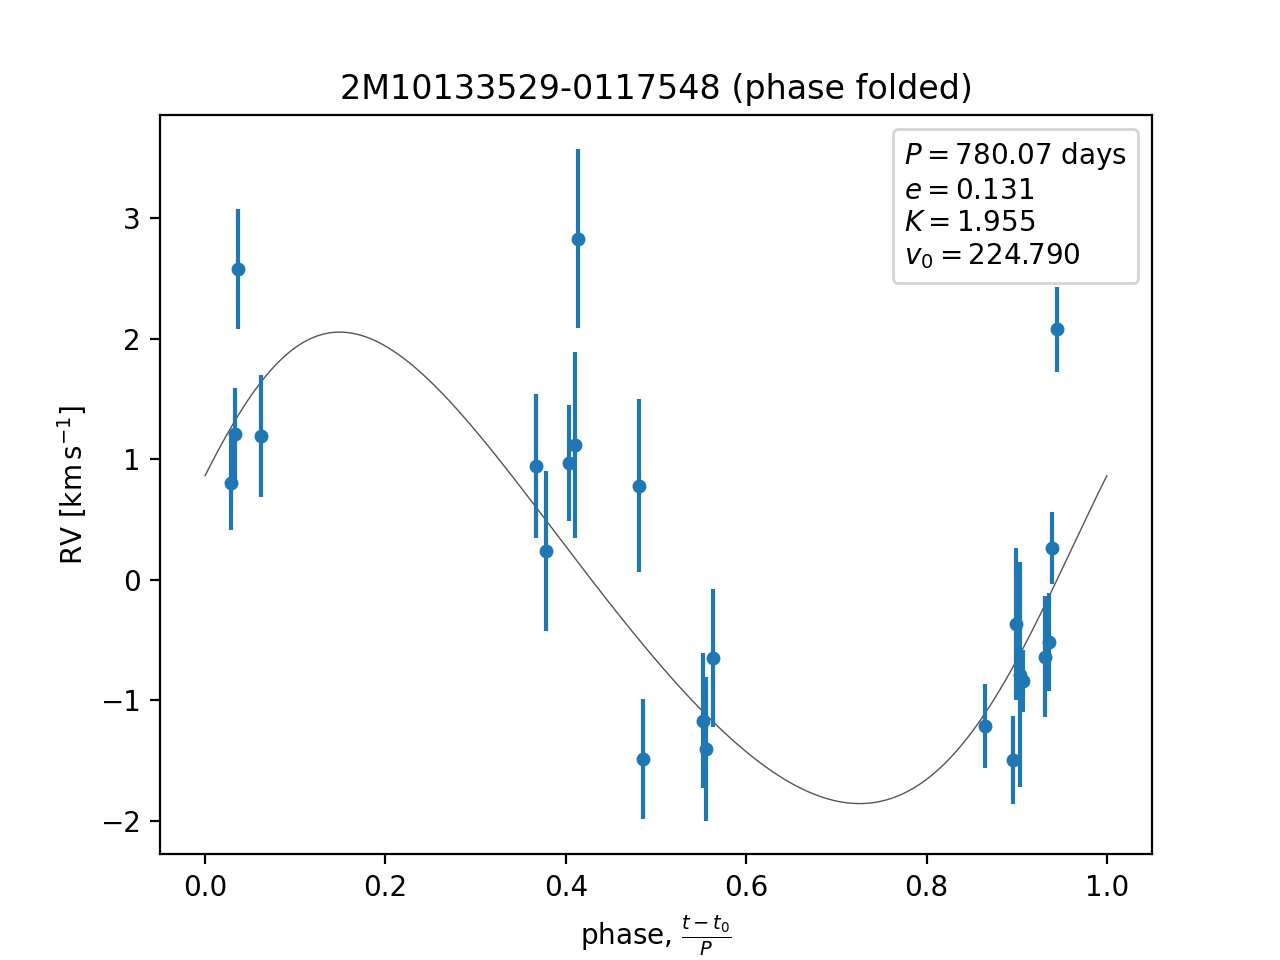 2M10133529-0117548 (phase folded)
P = 780.07 days
e = 0.131
K = 1.955
v₀ = 224.790
3
2
1
0
−1
−2
RV [km s⁻¹]
0.0 0.2 0.4 0.6 0.8 1.0
phase, (t − t₀)/P